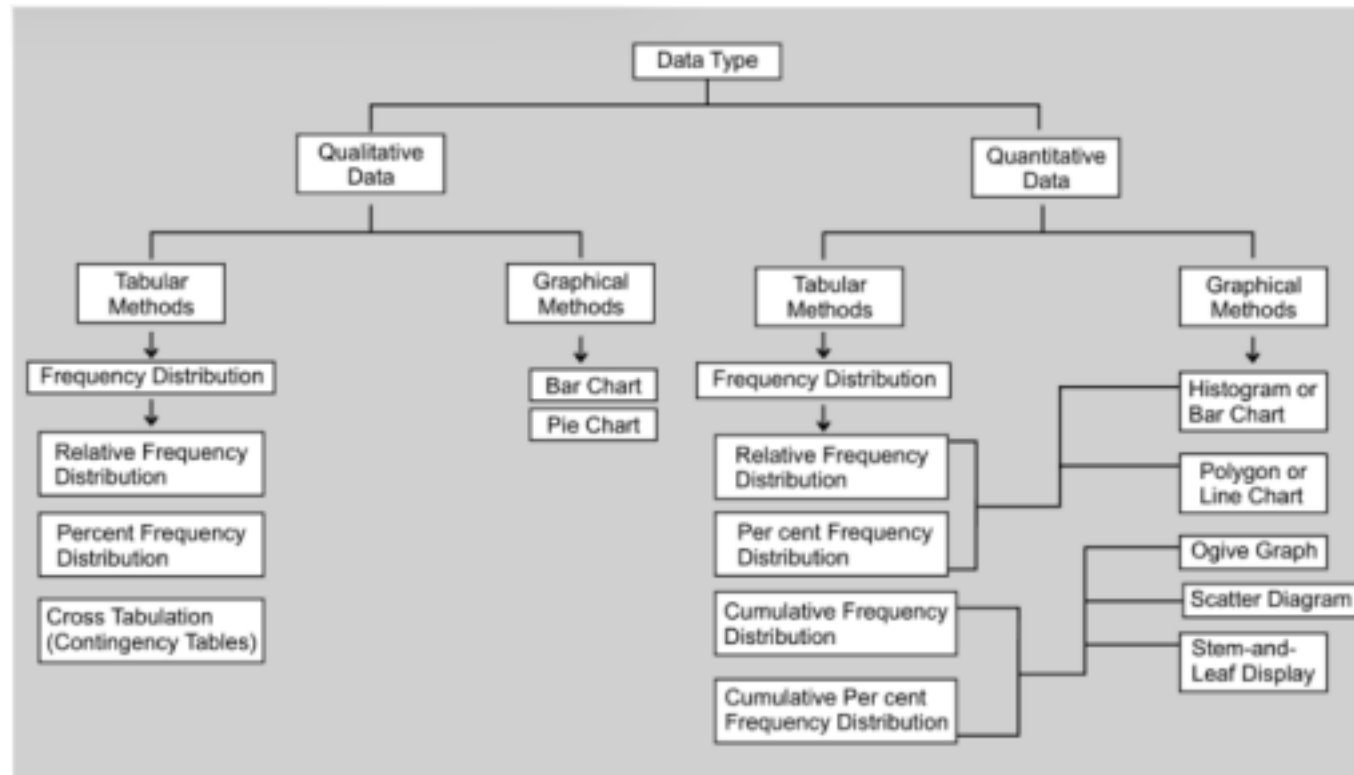 Data Type
Qualitative
Data
Quantitative
Data
Tabular
Methods
Graphical
Methods
Tabular
Methods
Graphical
Methods
Frequency Distribution
Relative Frequency
Distribution
Percent Frequency
Distribution
Cross Tabulation
(Contingency Tables)
Bar Chart
Pie Chart
Frequency Distribution
Relative Frequency
Distribution
Per cent Frequency
Distribution
Cumulative Frequency
Distribution
Cumulative Per cent
Frequency Distribution
Histogram or
Bar Chart
Polygon or
Line Chart
Ogive Graph
Scatter Diagram
Stem-and-
Leaf Display